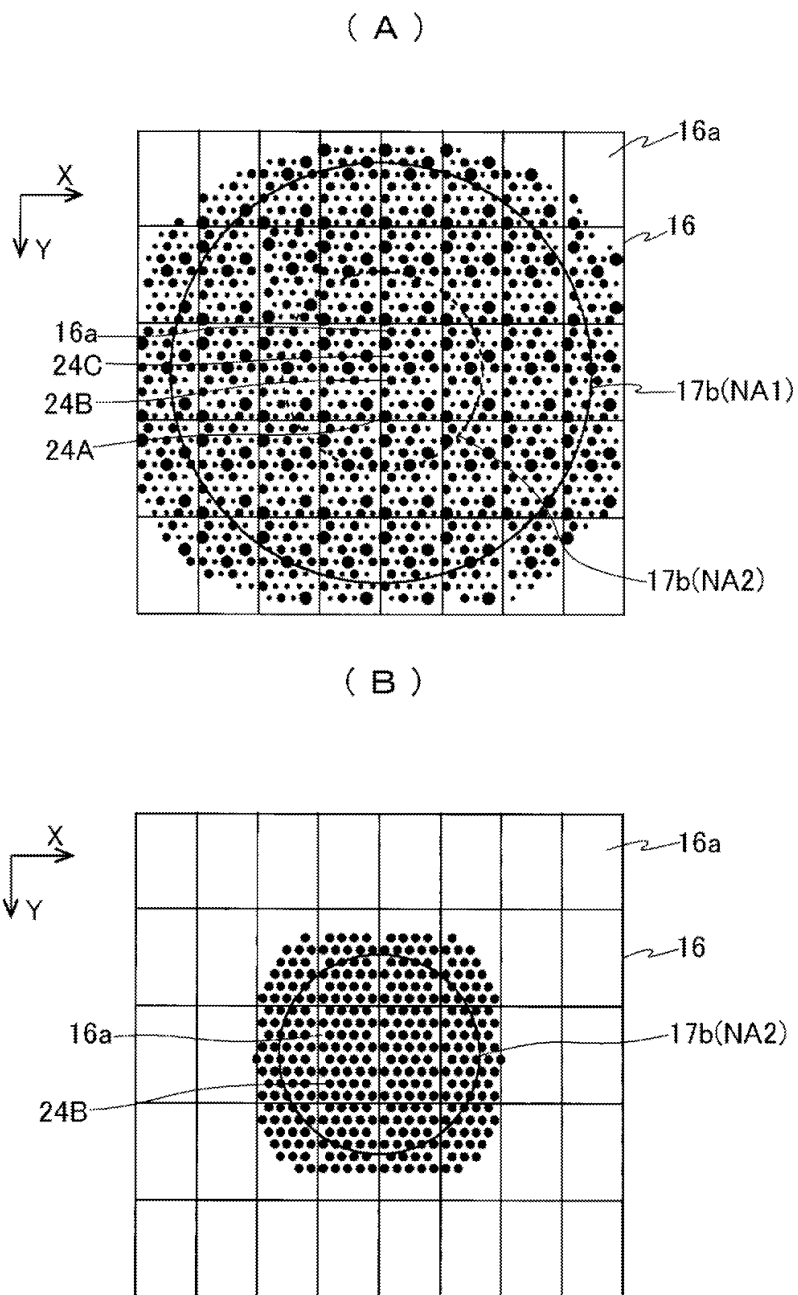 ( A )
16a
X
16
Y
16a
24C
17b(NA1)
24B
24A
17b(NA2)
( B )
X
16a
Y
16
16a
17b(NA2)
24B